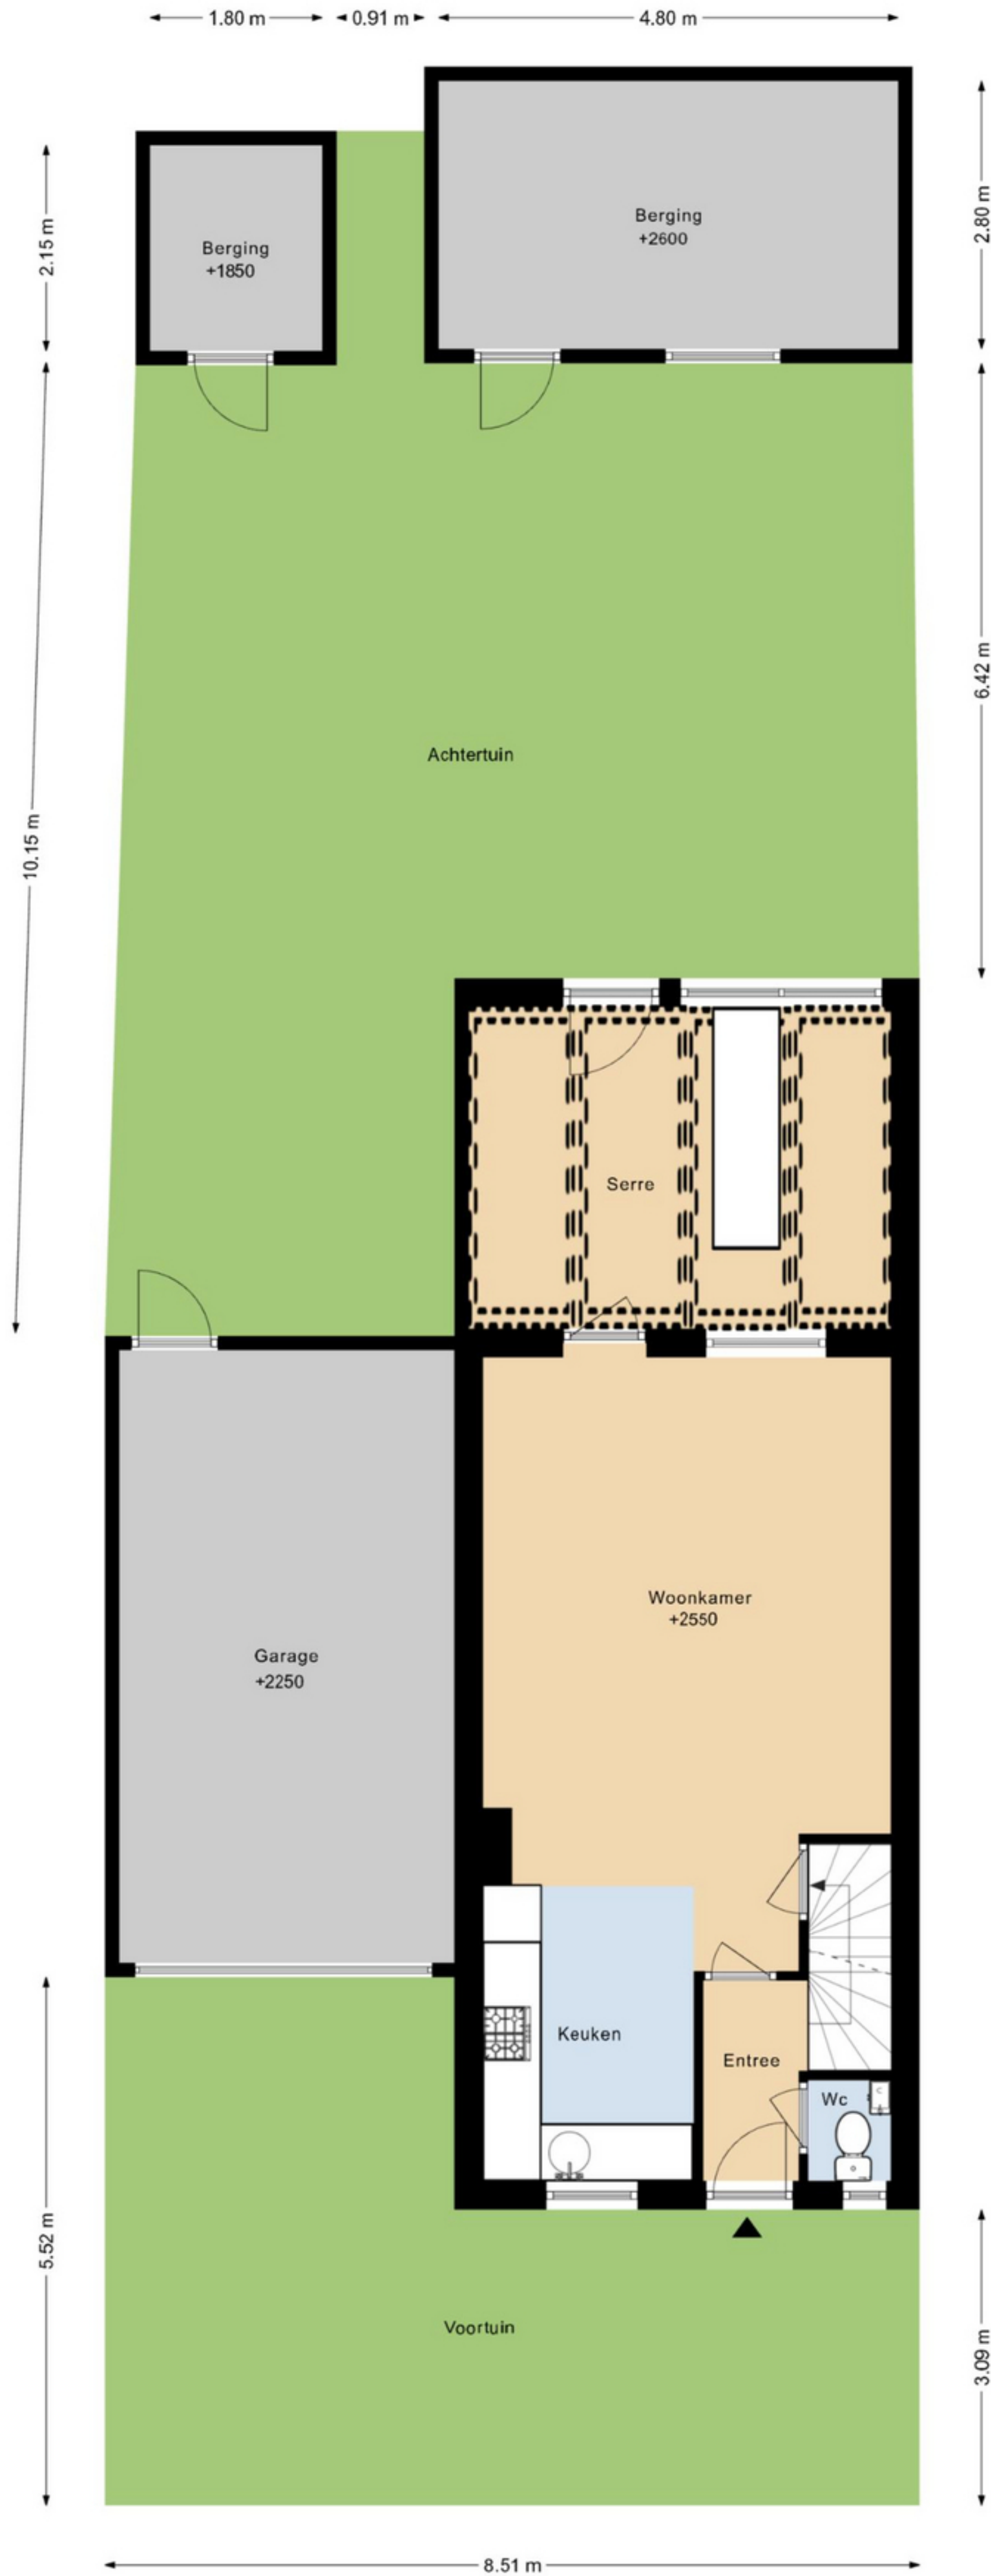 1.80 m
0.91 m
4.80 m
2.15 m
2.80 m
Berging
+1850
Berging
+2600
10.15 m
6.42 m
Achtertuin
Serre
Woonkamer
+2550
Garage
+2250
Keuken
Entree
Wc
5.52 m
3.09 m
Voortuin
8.51 m